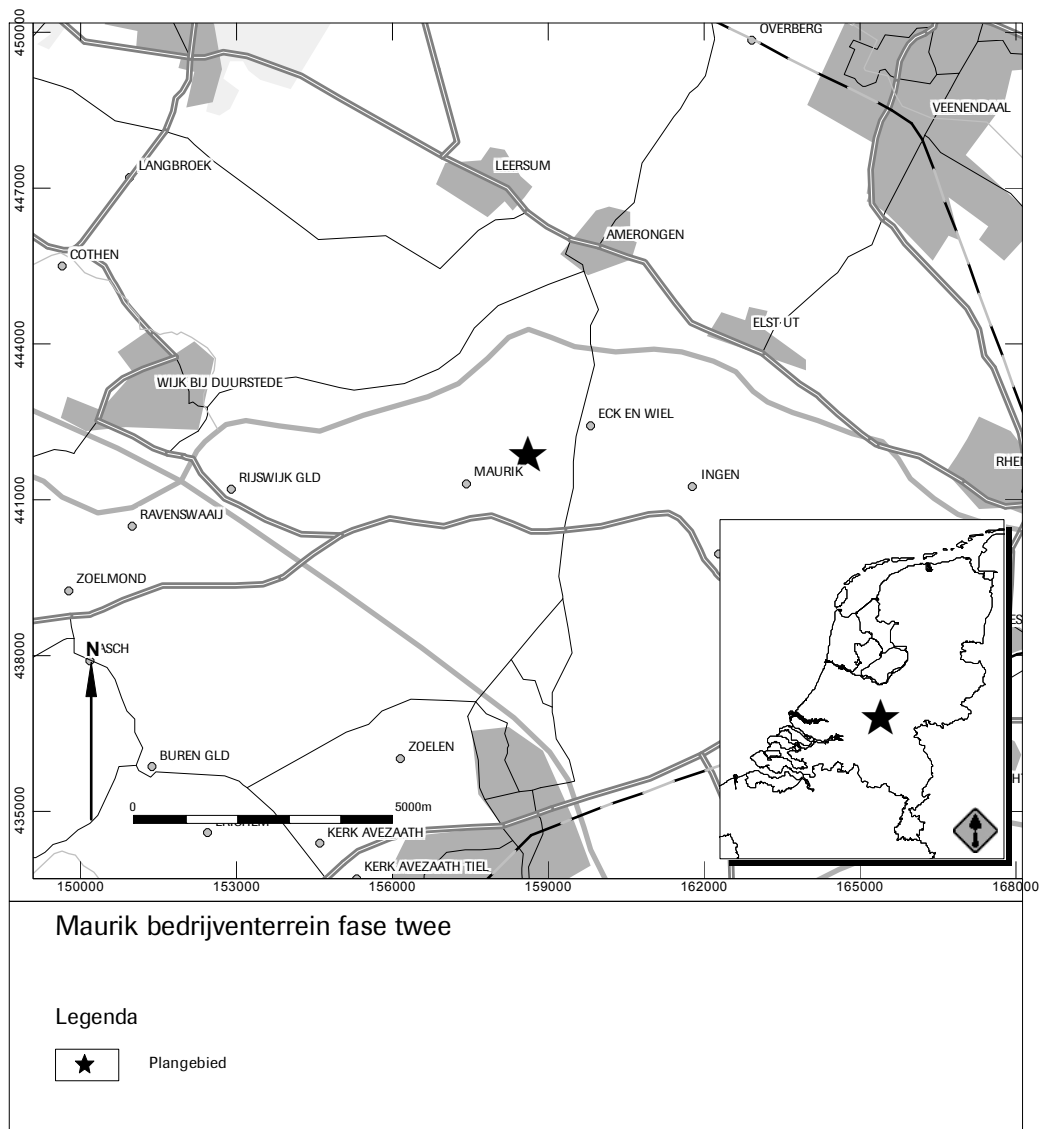 450000
OVERBERG
VEENENDAAL
LANGBROEK
LEERSUM
447000
AMERONGEN
COTHEN
ELST UT
444000
WIJK BIJ DUURSTEDE
ECK EN WIEL
RIJSWIJK GLD
MAURIK
INGEN
441000
RAVENSWAAIJ
ZOELMOND
N
438000
BUREN GLD
ZOELEN
0
5000m
435000
KERK AVEZAATH
KERK AVEZAATH TIEL
150000
153000
156000
159000
162000
165000
168000
Maurik bedrijventerrein fase twee
Legenda
Plangebied